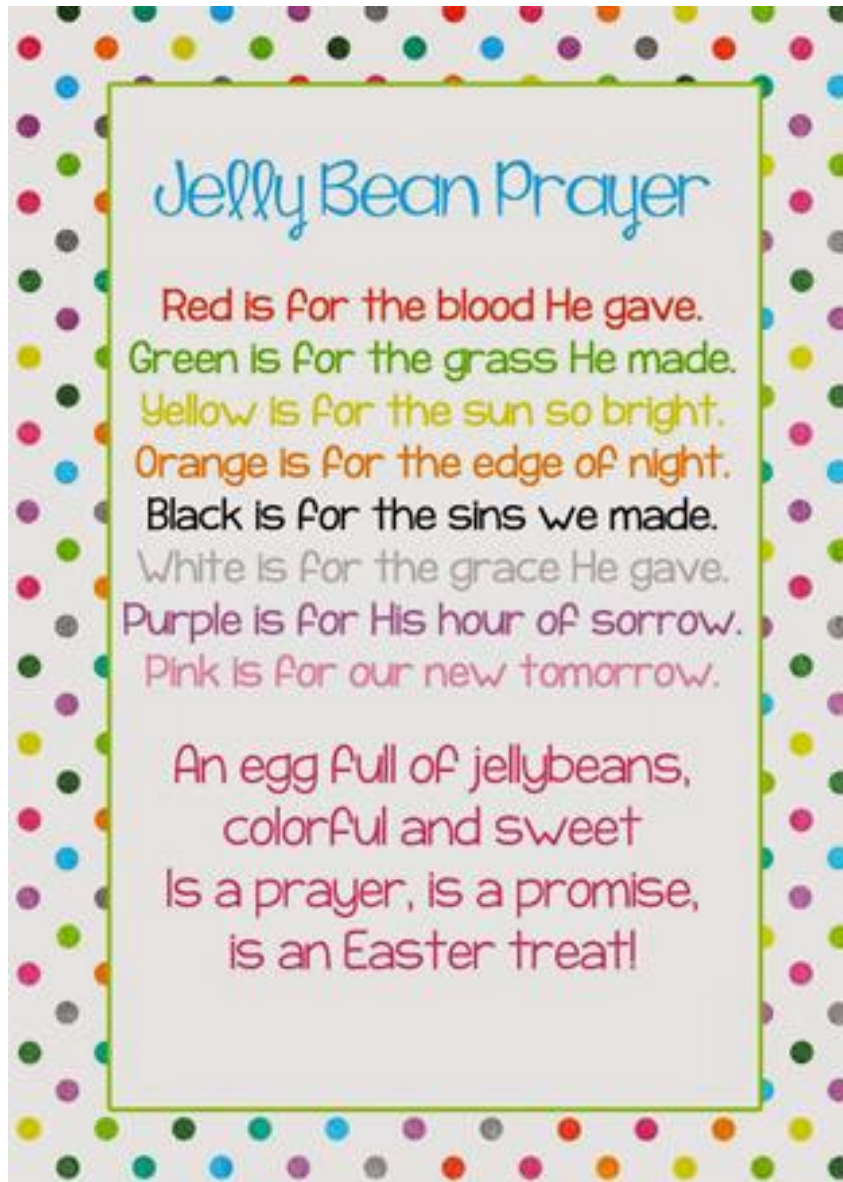 Jelly Bean Prayer
Red is for the blood He gave.
Green is for the grass He made.
Yellow is for the sun so bright.
Orange is for the edge of night.
Black is for the sins we made.
White is for the grace He gave.
Purple is for His hour of sorrow.
Pink is for our new tomorrow.
An egg full of jellybeans,
colorful and sweet
Is a prayer, is a promise,
is an Easter treat!